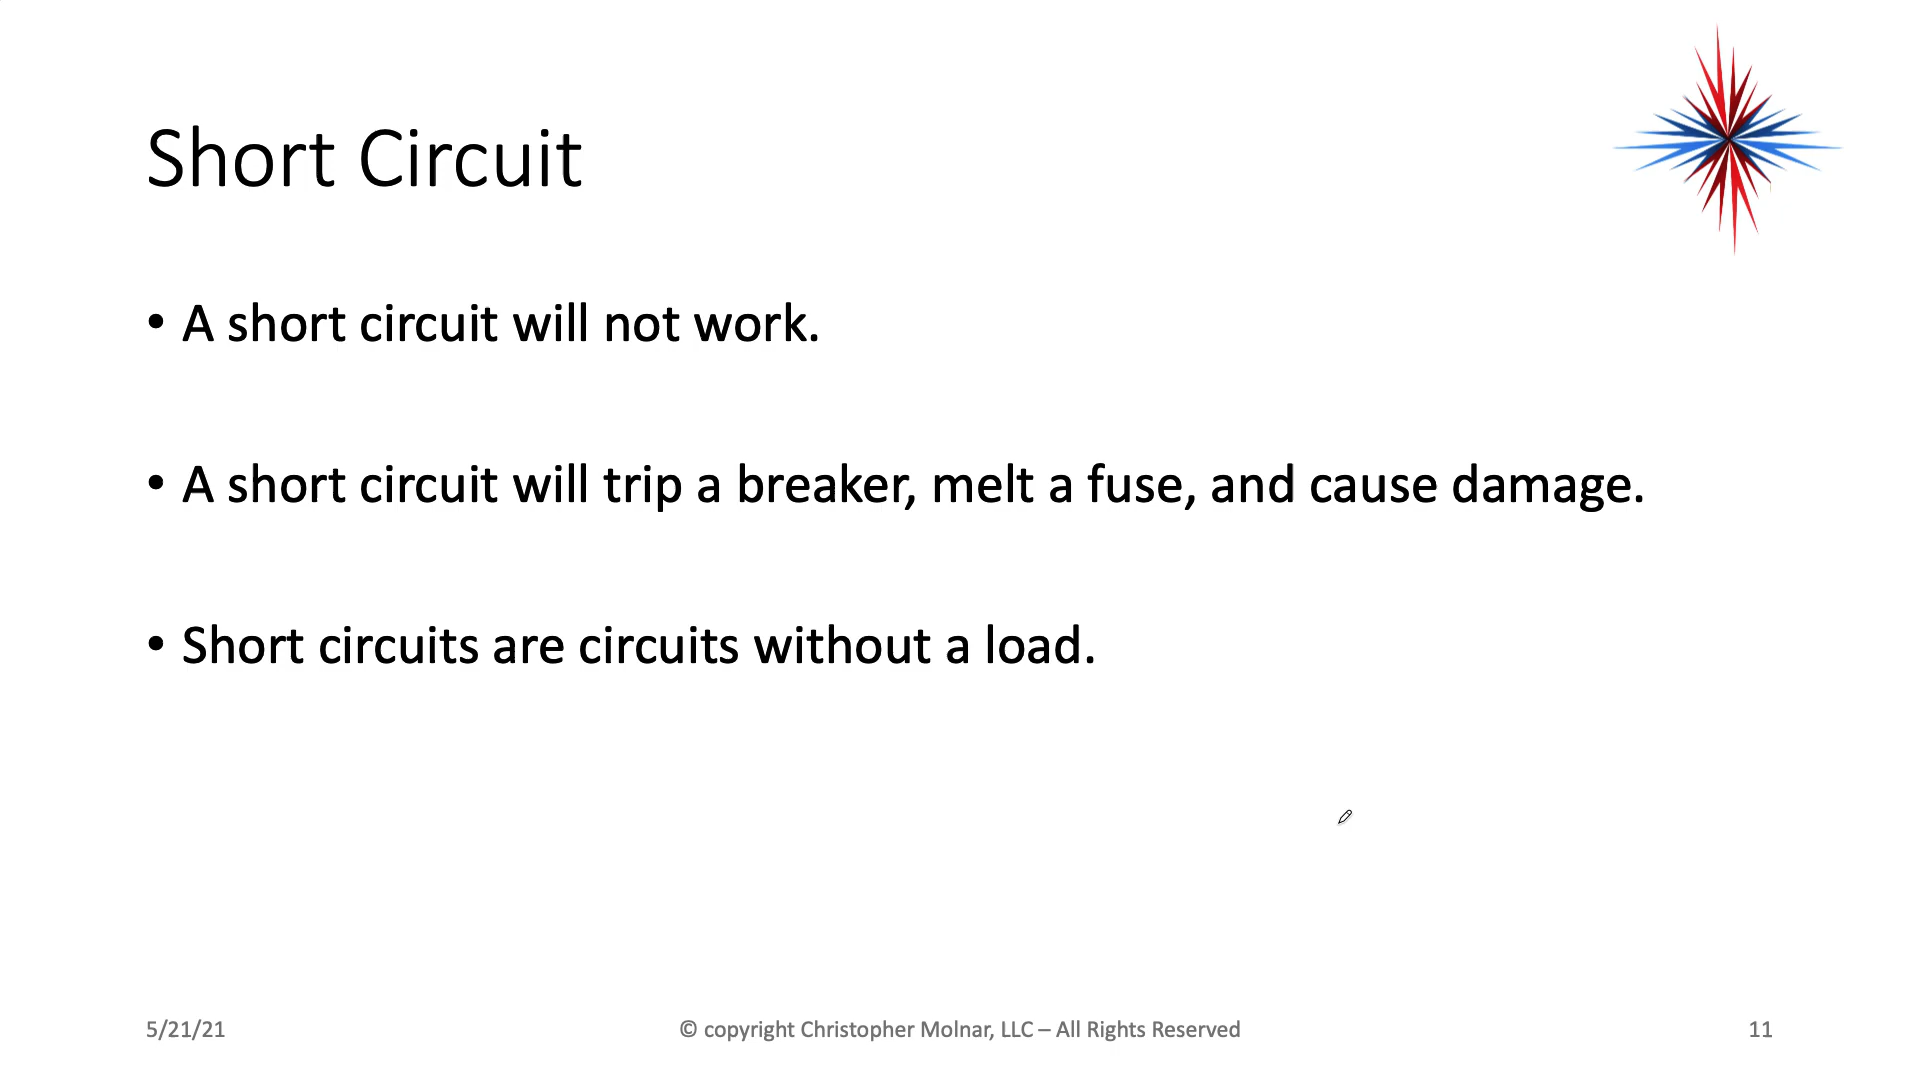 Short Circuit
• A short circuit will not work.
• A short circuit will trip a breaker, melt a fuse, and cause damage.
• Short circuits are circuits without a load.
5/21/21
© copyright Christopher Molnar, LLC – All Rights Reserved
11